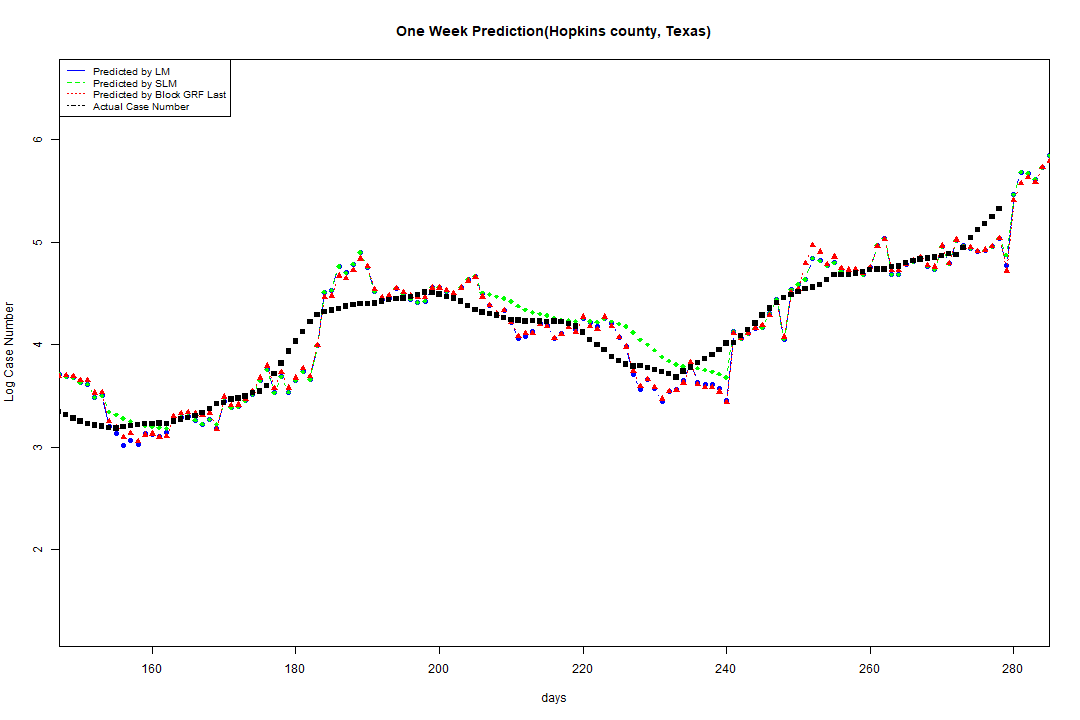 One Week Prediction(Hopkins county, Texas)
Predicted by LM
Predicted by SLM
Predicted by Block GRF Last
Actual Case Number
6
5
4
3
2
Log Case Number
160 180 200 220 240 260 280
days